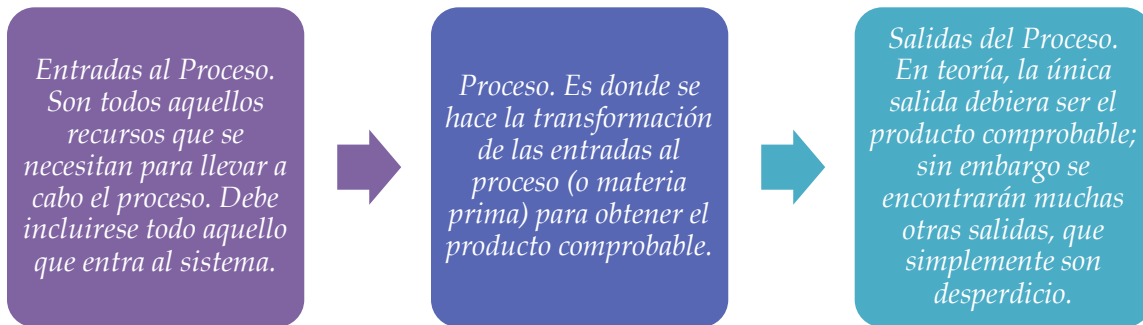 Entradas al Proceso.
Son todos aquellos
recursos que se
necesitan para llevar a
cabo el proceso. Debe
incluirese todo aquello
que entra al sistema.
Proceso. Es donde se
hace la transformación
de las entradas al
proceso (o materia
prima) para obtener el
producto comprobable.
Salidas del Proceso.
En teoría, la única
salida debiera ser el
producto comprobable;
sin embargo se
encontrarán muchas
otras salidas, que
simplemente son
desperdicio.